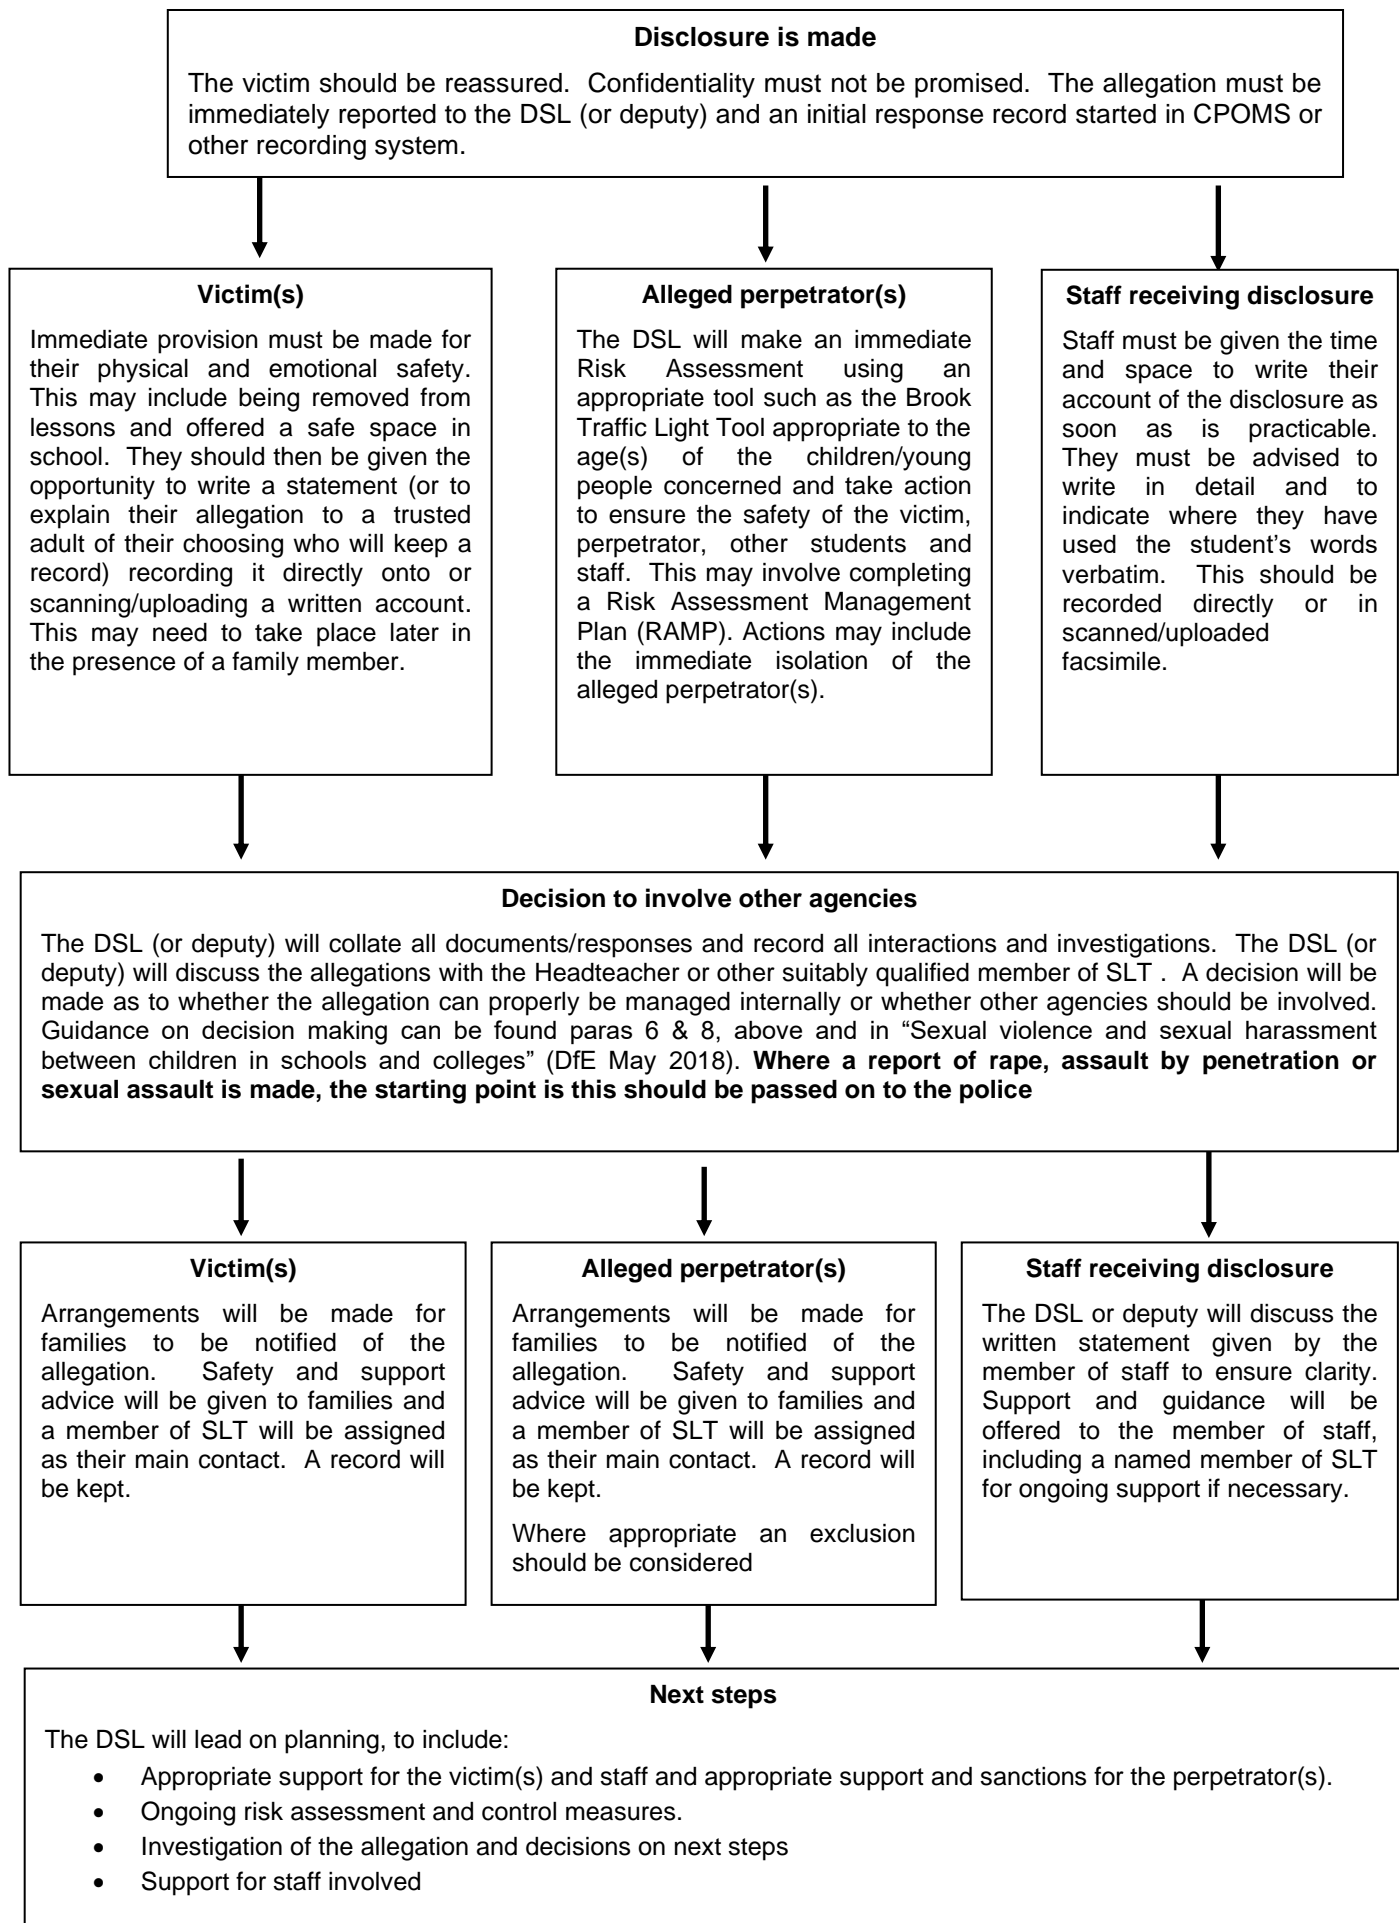 Disclosure is made
The victim should be reassured. Confidentiality must not be promised. The allegation must be
immediately reported to the DSL (or deputy) and an initial response record started in CPOMS or
other recording system.
Victim(s)
Immediate provision must be made for
their physical and emotional safety.
This may include being removed from
lessons and offered a safe space in
school. They should then be given the
opportunity to write a statement (or to
explain their allegation to a trusted
adult of their choosing who will keep a
record) recording it directly onto or
scanning/uploading a written account.
This may need to take place later in
the presence of a family member.
Alleged perpetrator(s)
The DSL will make an immediate
Risk Assessment using an
appropriate tool such as the Brook
Traffic Light Tool appropriate to the
age(s) of the children/young
people concerned and take action
to ensure the safety of the victim,
perpetrator, other students and
staff. This may involve completing
a Risk Assessment Management
Plan (RAMP). Actions may include
the immediate isolation of the
alleged perpetrator(s).
Staff receiving disclosure
Staff must be given the time
and space to write their
account of the disclosure as
soon as is practicable.
They must be advised to
write in detail and to
indicate where they have
used the student's words
verbatim. This should be
recorded directly or in
scanned/uploaded
facsimile.
Decision to involve other agencies
The DSL (or deputy) will collate all documents/responses and record all interactions and investigations. The DSL (or
deputy) will discuss the allegations with the Headteacher or other suitably qualified member of SLT . A decision will be
made as to whether the allegation can properly be managed internally or whether other agencies should be involved.
Guidance on decision making can be found paras 6 & 8, above and in “Sexual violence and sexual harassment
between children in schools and colleges” (DfE May 2018). Where a report of rape, assault by penetration or
sexual assault is made, the starting point is this should be passed on to the police
Victim(s)
Arrangements will be made for
families to be notified of the
allegation. Safety and support
advice will be given to families and
a member of SLT will be assigned
as their main contact. A record will
be kept.
Alleged perpetrator(s)
Arrangements will be made for
families to be notified of the
allegation. Safety and support
advice will be given to families and
a member of SLT will be assigned
as their main contact. A record will
be kept.
Where appropriate an exclusion
should be considered
Staff receiving disclosure
The DSL or deputy will discuss the
written statement given by the
member of staff to ensure clarity.
Support and guidance will be
offered to the member of staff,
including a named member of SLT
for ongoing support if necessary.
Next steps
The DSL will lead on planning, to include:
• Appropriate support for the victim(s) and staff and appropriate support and sanctions for the perpetrator(s).
• Ongoing risk assessment and control measures.
• Investigation of the allegation and decisions on next steps
• Support for staff involved